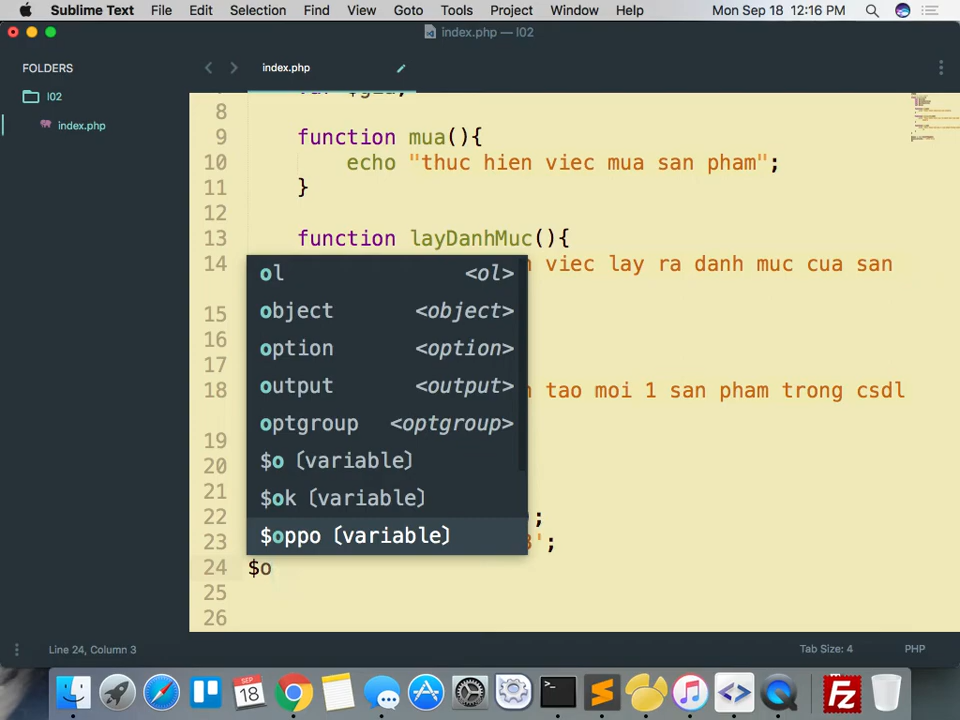 Sublime Text File Edit Selection Find View Goto Tools Project Window Help Mon Sep 18 12:16 PM
index.php — l02
FOLDERS
l02
index.php
index.php
8
9 function mua(){
10 echo "thuc hien viec mua san pham";
11 }
12
13 function layDanhMuc(){
14 viec lay ra danh muc cua san
15
16
17
18 tao moi 1 san pham trong csdl
19
20
21
22 ;
23 ';
24 $o
25
26
ol <ol>
object <object>
option <option>
output <output>
optgroup <optgroup>
$o (variable)
$ok (variable)
$oppo (variable)
Line 24, Column 3
Tab Size: 4
PHP
SEP
18
Fz